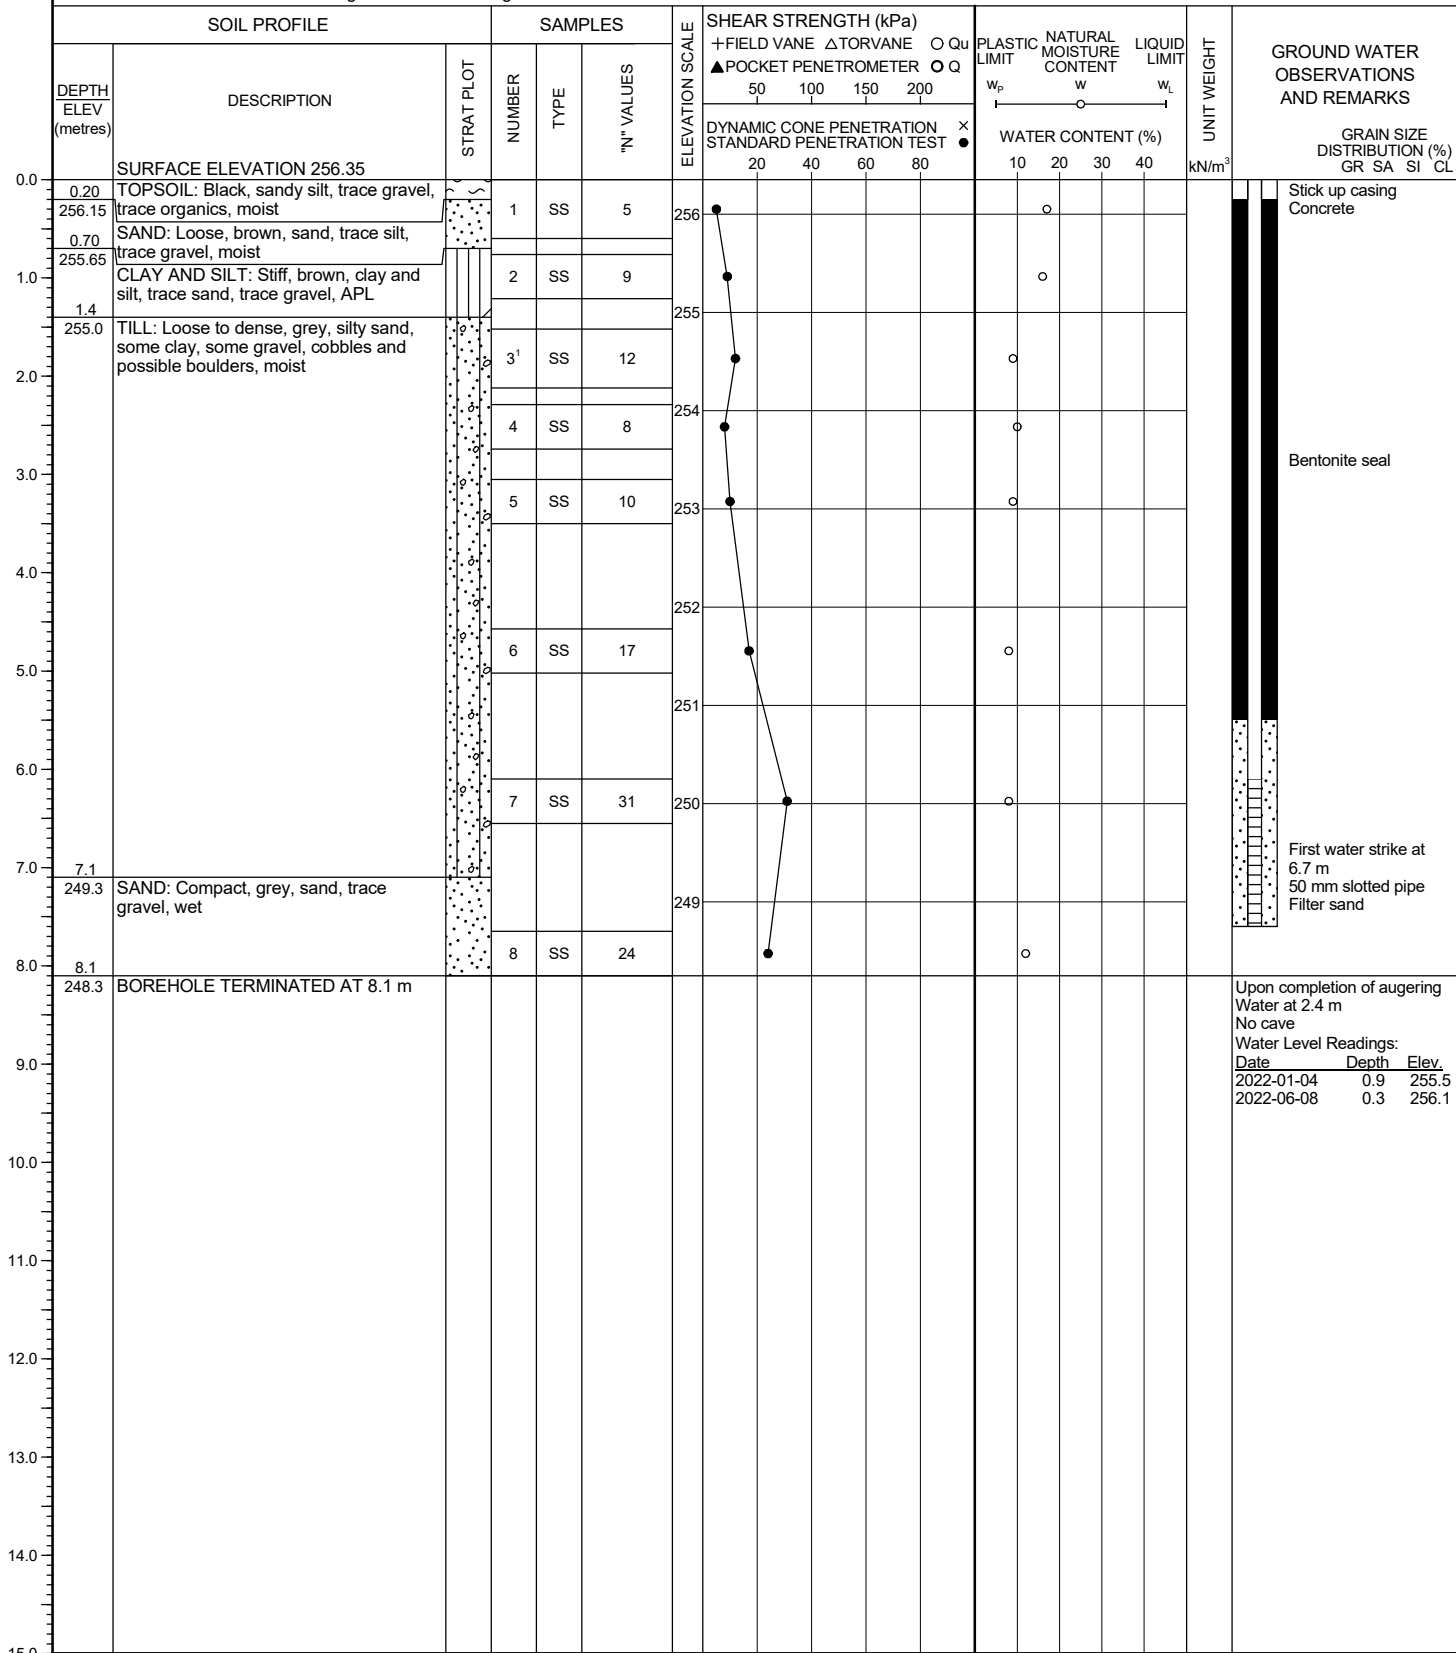 SOIL PROFILE
SAMPLES
DEPTH
ELEV
(metres)
DESCRIPTION
SURFACE ELEVATION 256.35
STRAT PLOT
NUMBER
TYPE
"N" VALUES
ELEVATION SCALE
SHEAR STRENGTH (kPa)
+FIELD VANE △TORVANE ○ Qu
▲POCKET PENETROMETER O Q
50 100 150 200
DYNAMIC CONE PENETRATION ×
STANDARD PENETRATION TEST ●
20 40 60 80
PLASTIC LIMIT
NATURAL MOISTURE CONTENT
LIQUID LIMIT
WP W WL
WATER CONTENT (%)
10 20 30 40
UNIT WEIGHT
kN/m³
GROUND WATER
OBSERVATIONS
AND REMARKS
GRAIN SIZE
DISTRIBUTION (%)
GR SA SI CL
0.0
0.20
256.15
TOPSOIL: Black, sandy silt, trace gravel,
trace organics, moist
1 SS 5
256
Stick up casing
Concrete
0.70
255.65
SAND: Loose, brown, sand, trace silt,
trace gravel, moist
1.0
CLAY AND SILT: Stiff, brown, clay and
silt, trace sand, trace gravel, APL
2 SS 9
255
1.4
255.0
TILL: Loose to dense, grey, silty sand,
some clay, some gravel, cobbles and
possible boulders, moist
3¹ SS 12
2.0
254
4 SS 8
3.0
Bentonite seal
5 SS 10
253
4.0
252
6 SS 17
5.0
251
6.0
7 SS 31
250
7.0
7.1
249.3
SAND: Compact, grey, sand, trace
gravel, wet
249
First water strike at
6.7 m
50 mm slotted pipe
Filter sand
8 SS 24
8.0
8.1
248.3
BOREHOLE TERMINATED AT 8.1 m
Upon completion of augering
Water at 2.4 m
No cave
Water Level Readings:
Date Depth Elev.
2022-01-04 0.9 255.5
2022-06-08 0.3 256.1
9.0
10.0
11.0
12.0
13.0
14.0